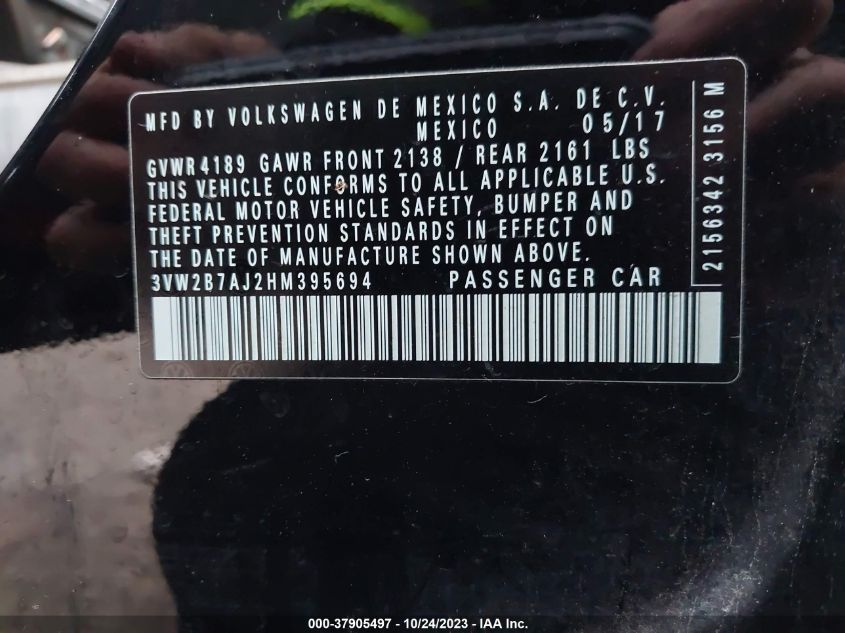 MFD BY VOLKSWAGEN DE MEXICO S.A. DE C.V.
MEXICO 05/17
GVWR 4189 GAWR FRONT 2138 / REAR 2161 LBS
THIS VEHICLE CONFORMS TO ALL APPLICABLE U.S.
FEDERAL MOTOR VEHICLE SAFETY, BUMPER AND
THEFT PREVENTION STANDARDS IN EFFECT ON
THE DATE OF MANUFACTURE SHOWN ABOVE.
3VW2B7AJ2HM395694 PASSENGER CAR
2156342 3156 M
000-37905497 - 10/24/2023 - IAA Inc.